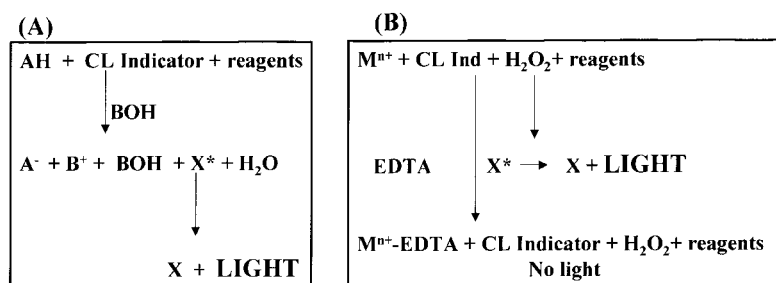 (A)
AH + CL Indicator + reagents
BOH
A⁻ + B⁺ + BOH + X* + H₂O
X + LIGHT
(B)
Mⁿ⁺ + CL Ind + H₂O₂+ reagents
EDTA X* → X + LIGHT
Mⁿ⁺-EDTA + CL Indicator + H₂O₂+ reagents
No light